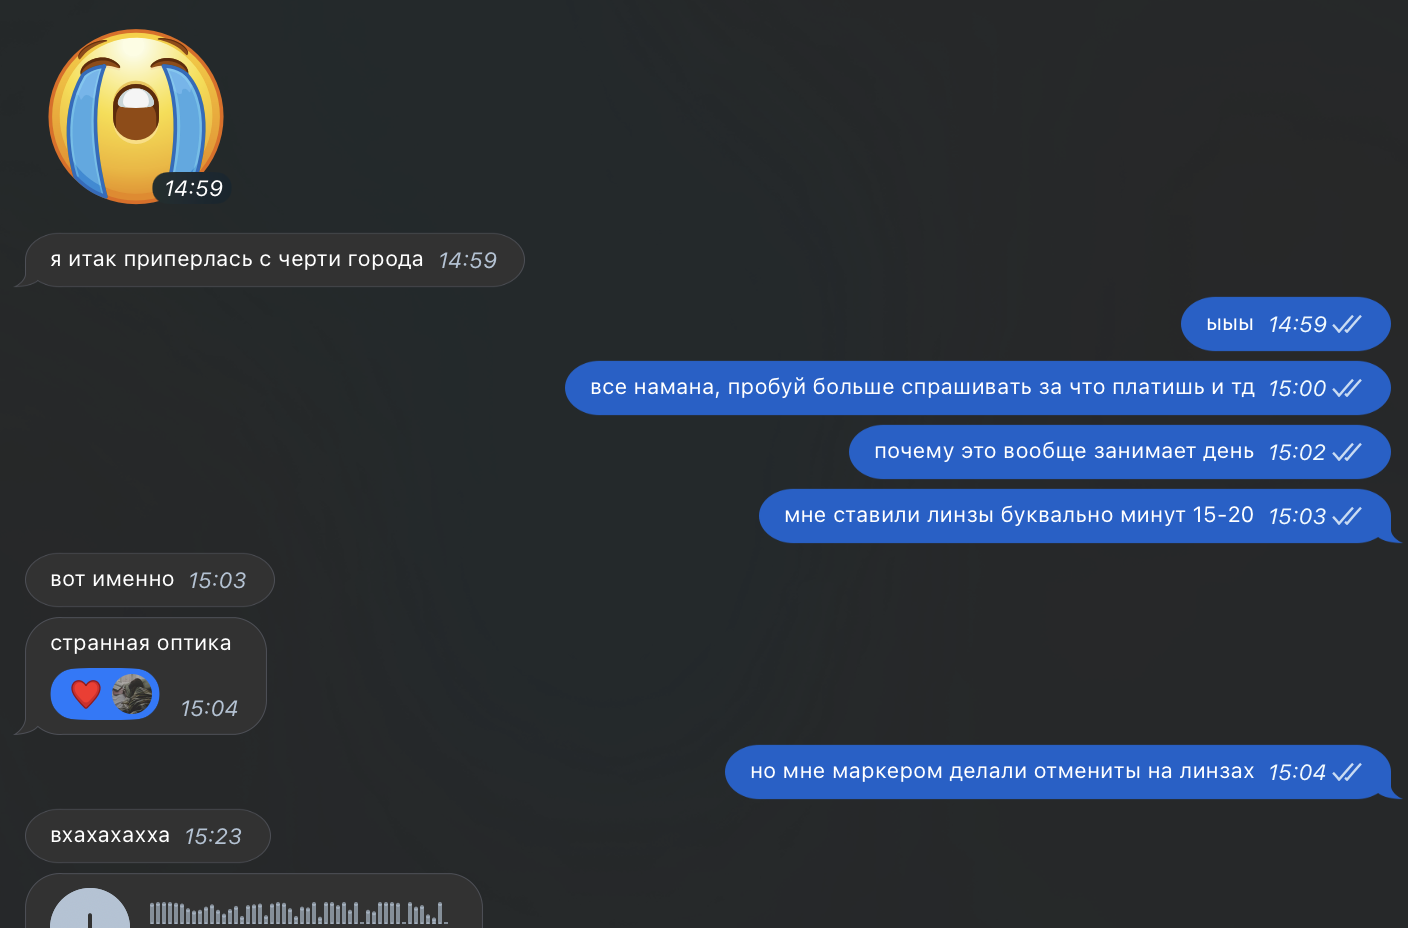 14:59
я итак приперлась с черти города 14:59
ыыы 14:59
все намана, пробуй больше спрашивать за что платишь и тд 15:00
почему это вообще занимает день 15:02
мне ставили линзы буквально минут 15-20 15:03
вот именно 15:03
странная оптика
15:04
но мне маркером делали отмениты на линзах 15:04
вхахахахха 15:23